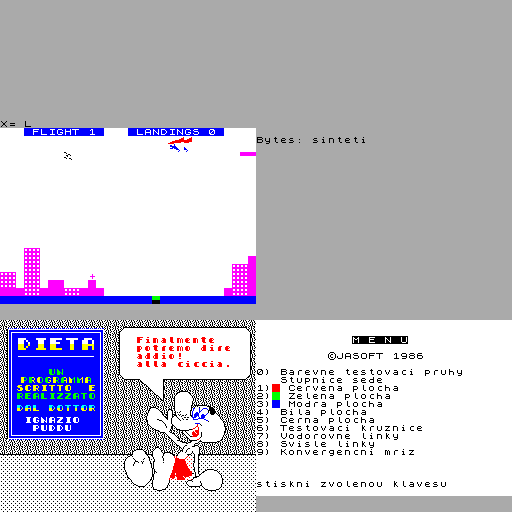 X= L
FLIGHT 1 LANDINGS 0
Bytes: sinteti
DIETA
UN
PROGRAMMA
SCRITTO E
REALIZZATO
DAL DOTTOR
IGNAZIO
PUDDU
Finalmente
potremo dire
addio!
alla ciccia.
MENU
©JASOFT 1986
0) Barevne testovaci pruhy
Stupnice sede
1) Cervena plocha
2) Zelena plocha
3) Modra plocha
4) Bila plocha
5) Cerna plocha
6) Testovaci kruznice
7) Vodorovne linky
8) Svisle linky
9) Konvergencni mriz
stiskni zvolenou klavesu